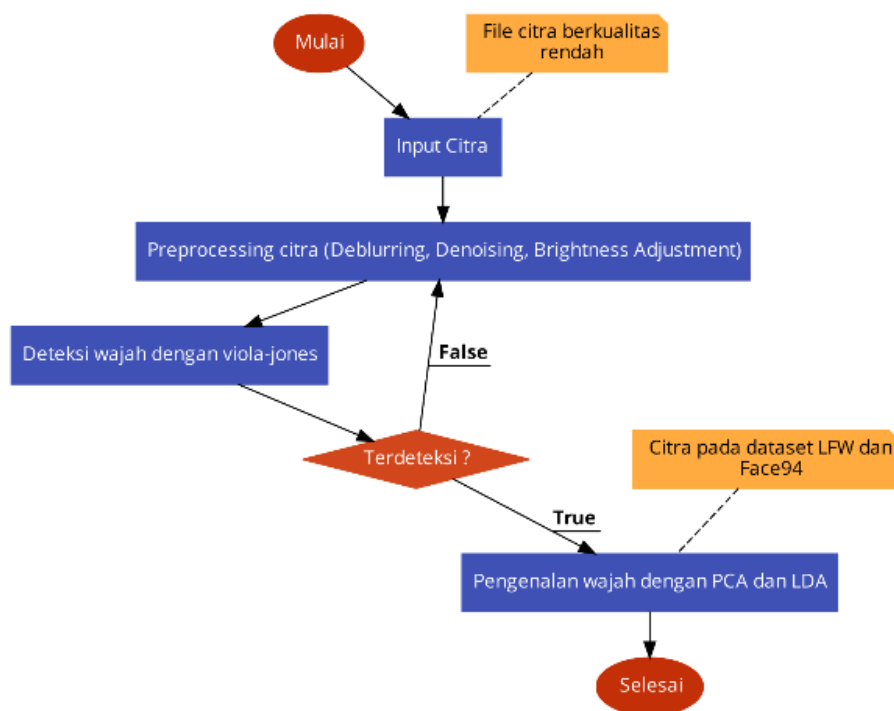 Mulai
File citra berkualitas
rendah
Input Citra
Preprocessing citra (Deblurring, Denoising, Brightness Adjustment)
Deteksi wajah dengan viola-jones
False
Terdeteksi ?
Citra pada dataset LFW dan
Face94
True
Pengenalan wajah dengan PCA dan LDA
Selesai